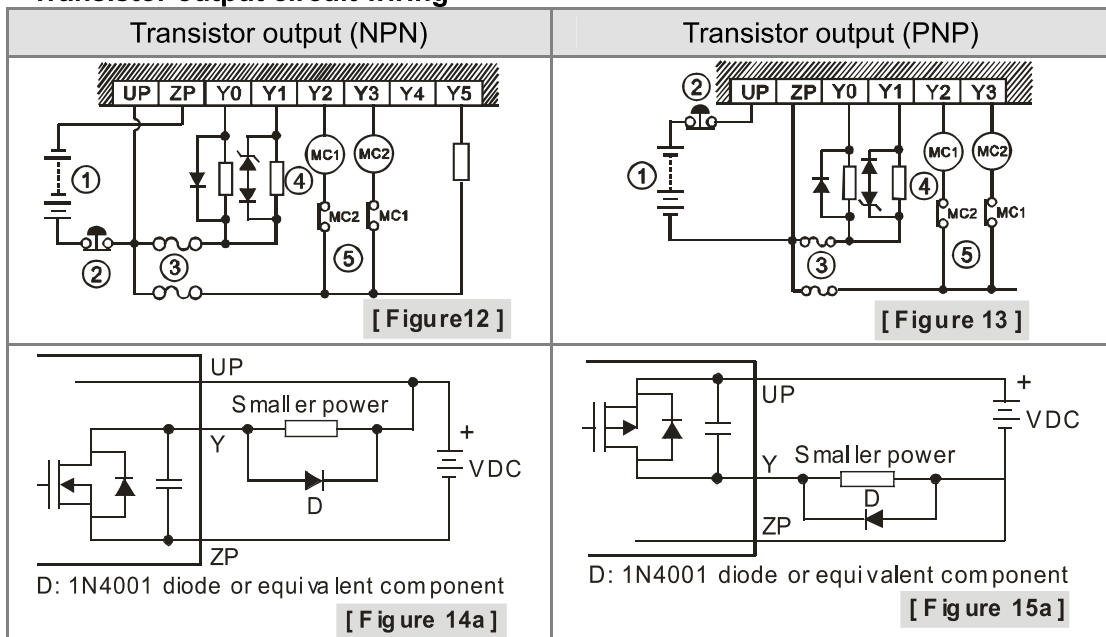 Transistor output circuit wiring
Transistor output (NPN)
Transistor output (PNP)
UP ZP Y0 Y1 Y2 Y3 Y4 Y5
① ② ③ ④ ⑤
MC1 MC2
MC2 MC1
[ Figure12 ]
② UP ZP Y0 Y1 Y2 Y3
① ③ ④ ⑤
MC1 MC2
MC2 MC1
[ Figure 13 ]
UP
Smaller power
Y
+
VDC
D
ZP
D: 1N4001 diode or equivalent component
[ Figure 14a ]
UP
+
VDC
Y Smaller power
D
ZP
D: 1N4001 diode or equivalent component
[ Figure 15a ]